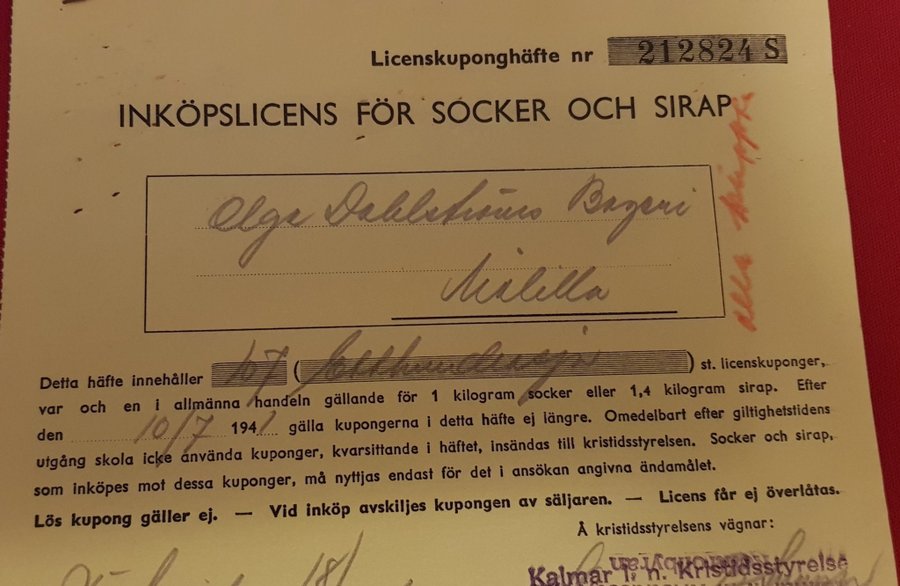 Licenskuponghäfte nr 212824 S
INKÖPSLICENS FÖR SOCKER OCH SIRAP
Olga Dahlströms Bageri
Målilla
alla
Detta häfte innehåller 107 (Etthundrasju) st. licenskuponger,
var och en i allmänna handeln gällande för 1 kilogram socker eller 1,4 kilogram sirap. Efter
den 10/7 1941 gälla kupongerna i detta häfte ej längre. Omedelbart efter giltighetstidens
utgång skola icke använda kuponger, kvarsittande i häftet, insändas till kristidsstyrelsen. Socker och sirap,
som inköpes mot dessa kuponger, må nyttjas endast för det i ansökan angivna ändamålet.
Lös kupong gäller ej. — Vid inköp avskiljes kupongen av säljaren. — Licens får ej överlåtas.
Å kristidsstyrelsens vägnar:
Kalmar l. n. Kristidsstyrelse